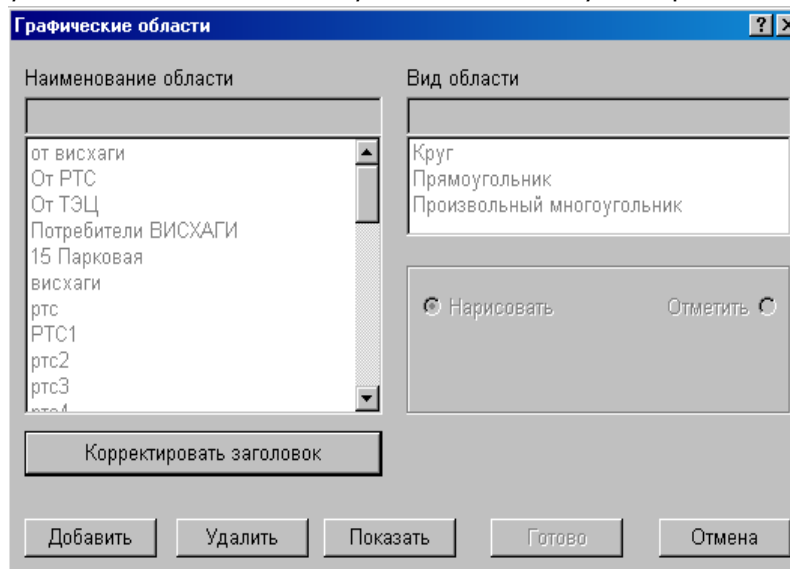 Графические области
Наименование области
от висхаги
От РТС
От ТЭЦ
Потребители ВИСХАГИ
15 Парковая
висхаги
ртс
РТС1
ртс2
ртс3
Корректировать заголовок
Вид области
Круг
Прямоугольник
Произвольный многоугольник
Нарисовать Отметить
Добавить Удалить Показать Готово Отмена